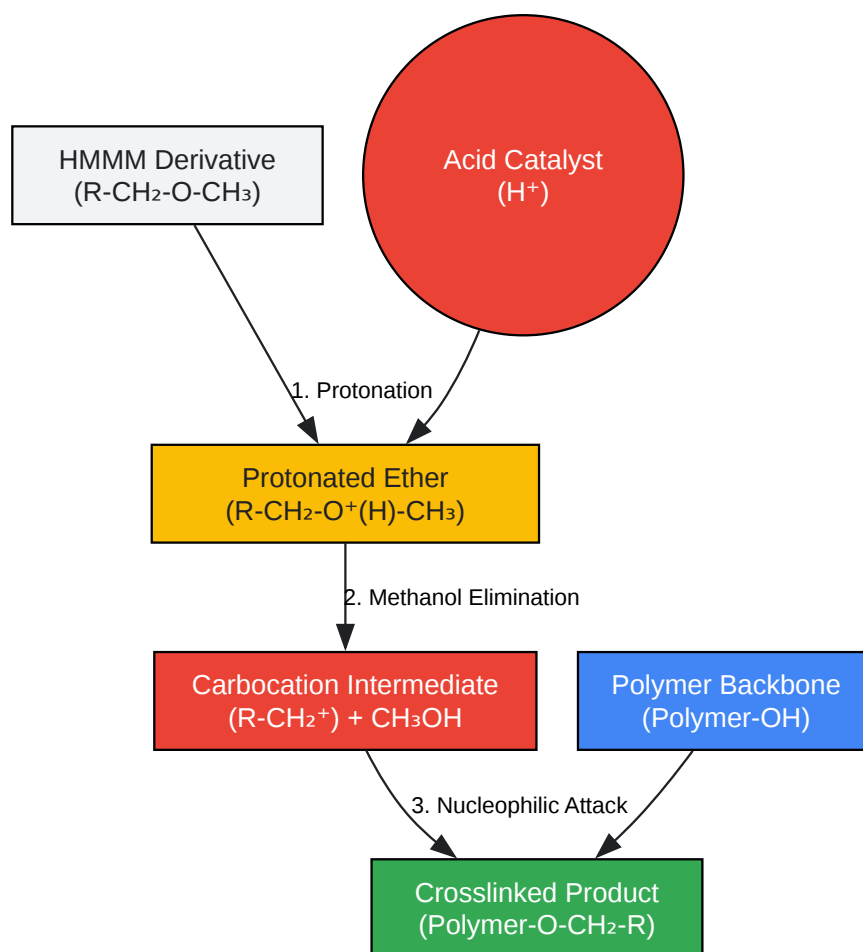 HMMM Derivative
(R-CH₂-O-CH₃)
Acid Catalyst
(H⁺)
1. Protonation
Protonated Ether
(R-CH₂-O⁺(H)-CH₃)
2. Methanol Elimination
Carbocation Intermediate
(R-CH₂⁺) + CH₃OH
Polymer Backbone
(Polymer-OH)
3. Nucleophilic Attack
Crosslinked Product
(Polymer-O-CH₂-R)